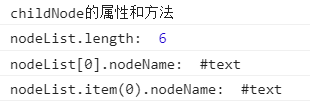 childNode的属性和方法
nodeList.length:  6
nodeList[0].nodeName:  #text
nodeList.item(0).nodeName:  #text